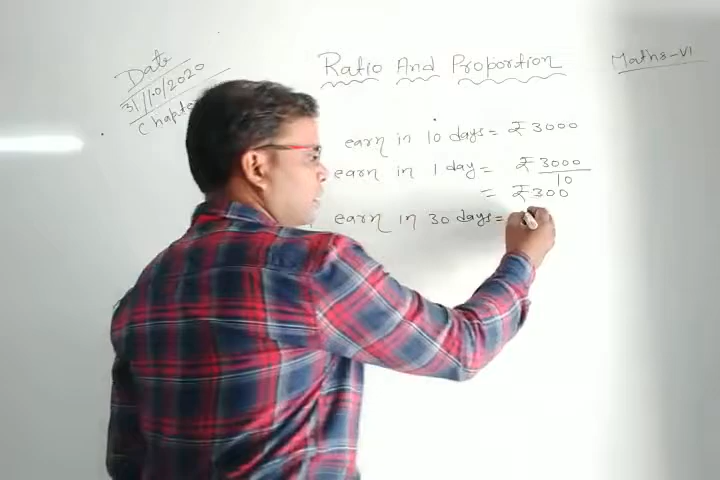 Date
31/10/2020
Chapte
Ratio And Proportion
Maths-VI
earn in 10 days = ₹3000
earn in 1 day = ₹ 3000
10
= ₹300
earn in 30 days =